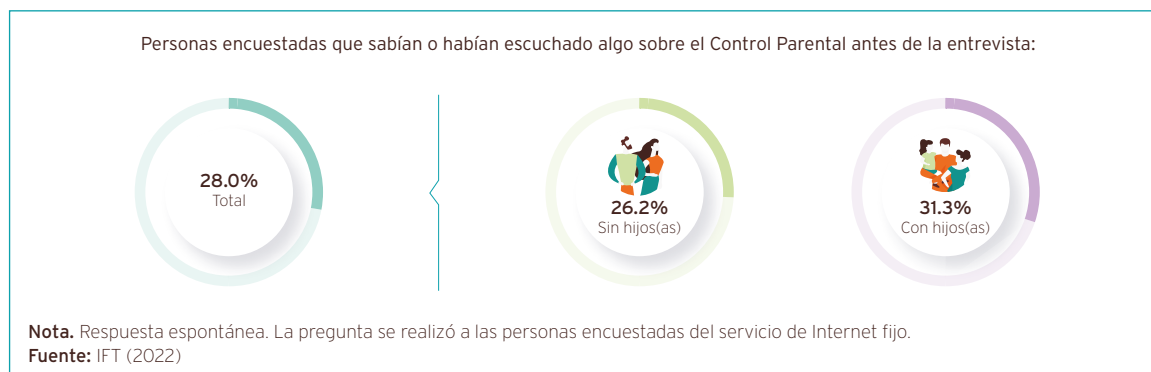 Personas encuestadas que sabían o habían escuchado algo sobre el Control Parental antes de la entrevista:
28.0%
Total
26.2%
Sin hijos(as)
31.3%
Con hijos(as)
Nota. Respuesta espontánea. La pregunta se realizó a las personas encuestadas del servicio de Internet fijo.
Fuente: IFT (2022)